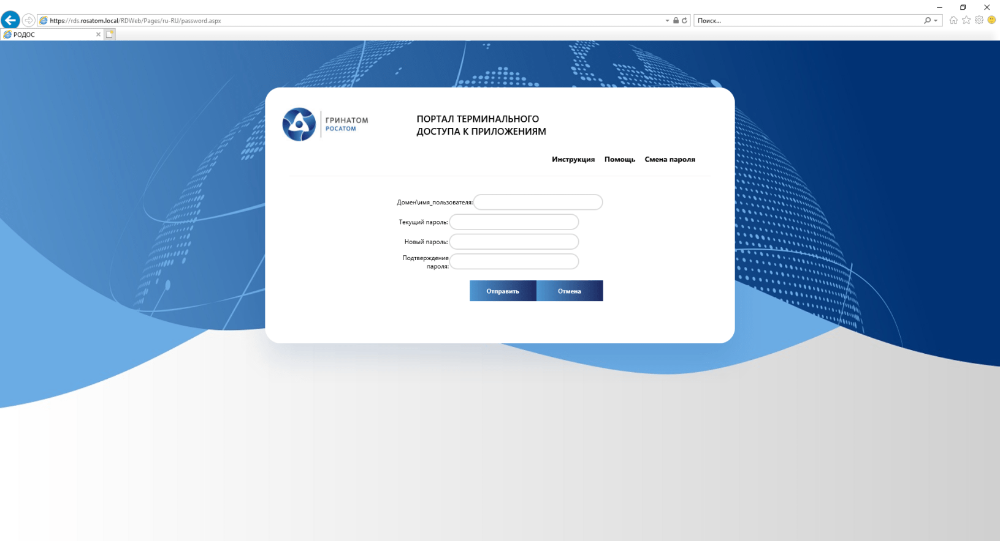 https://rds.rosatom.local/RDWeb/Pages/ru-RU/password.aspx
Поиск...
РОДОС
ГРИНАТОМ
РОСАТОМ
ПОРТАЛ ТЕРМИНАЛЬНОГО
ДОСТУПА К ПРИЛОЖЕНИЯМ
Инструкция Помощь Смена пароля
Домен\имя_пользователя:
Текущий пароль:
Новый пароль:
Подтверждение
пароля:
Отправить Отмена